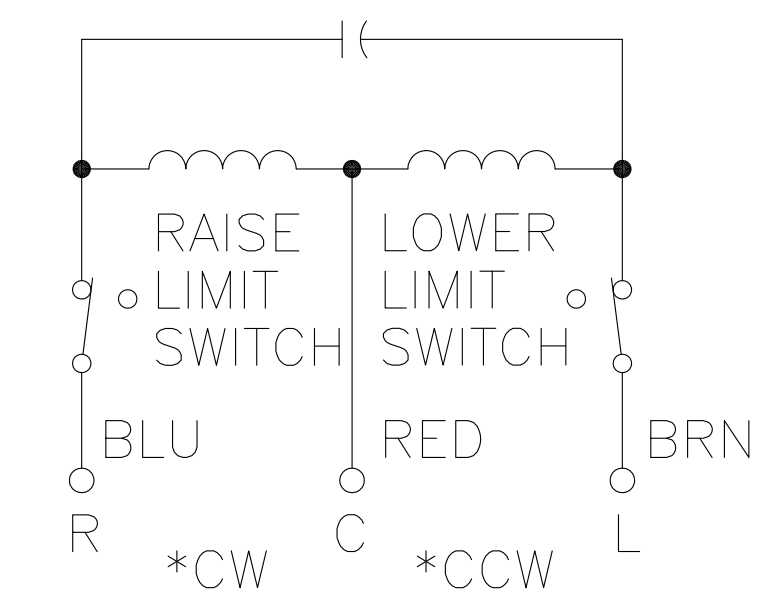 RAISE
LIMIT
SWITCH
LOWER
LIMIT
SWITCH
BLU
RED
BRN
R
C
L
*CW
*CCW